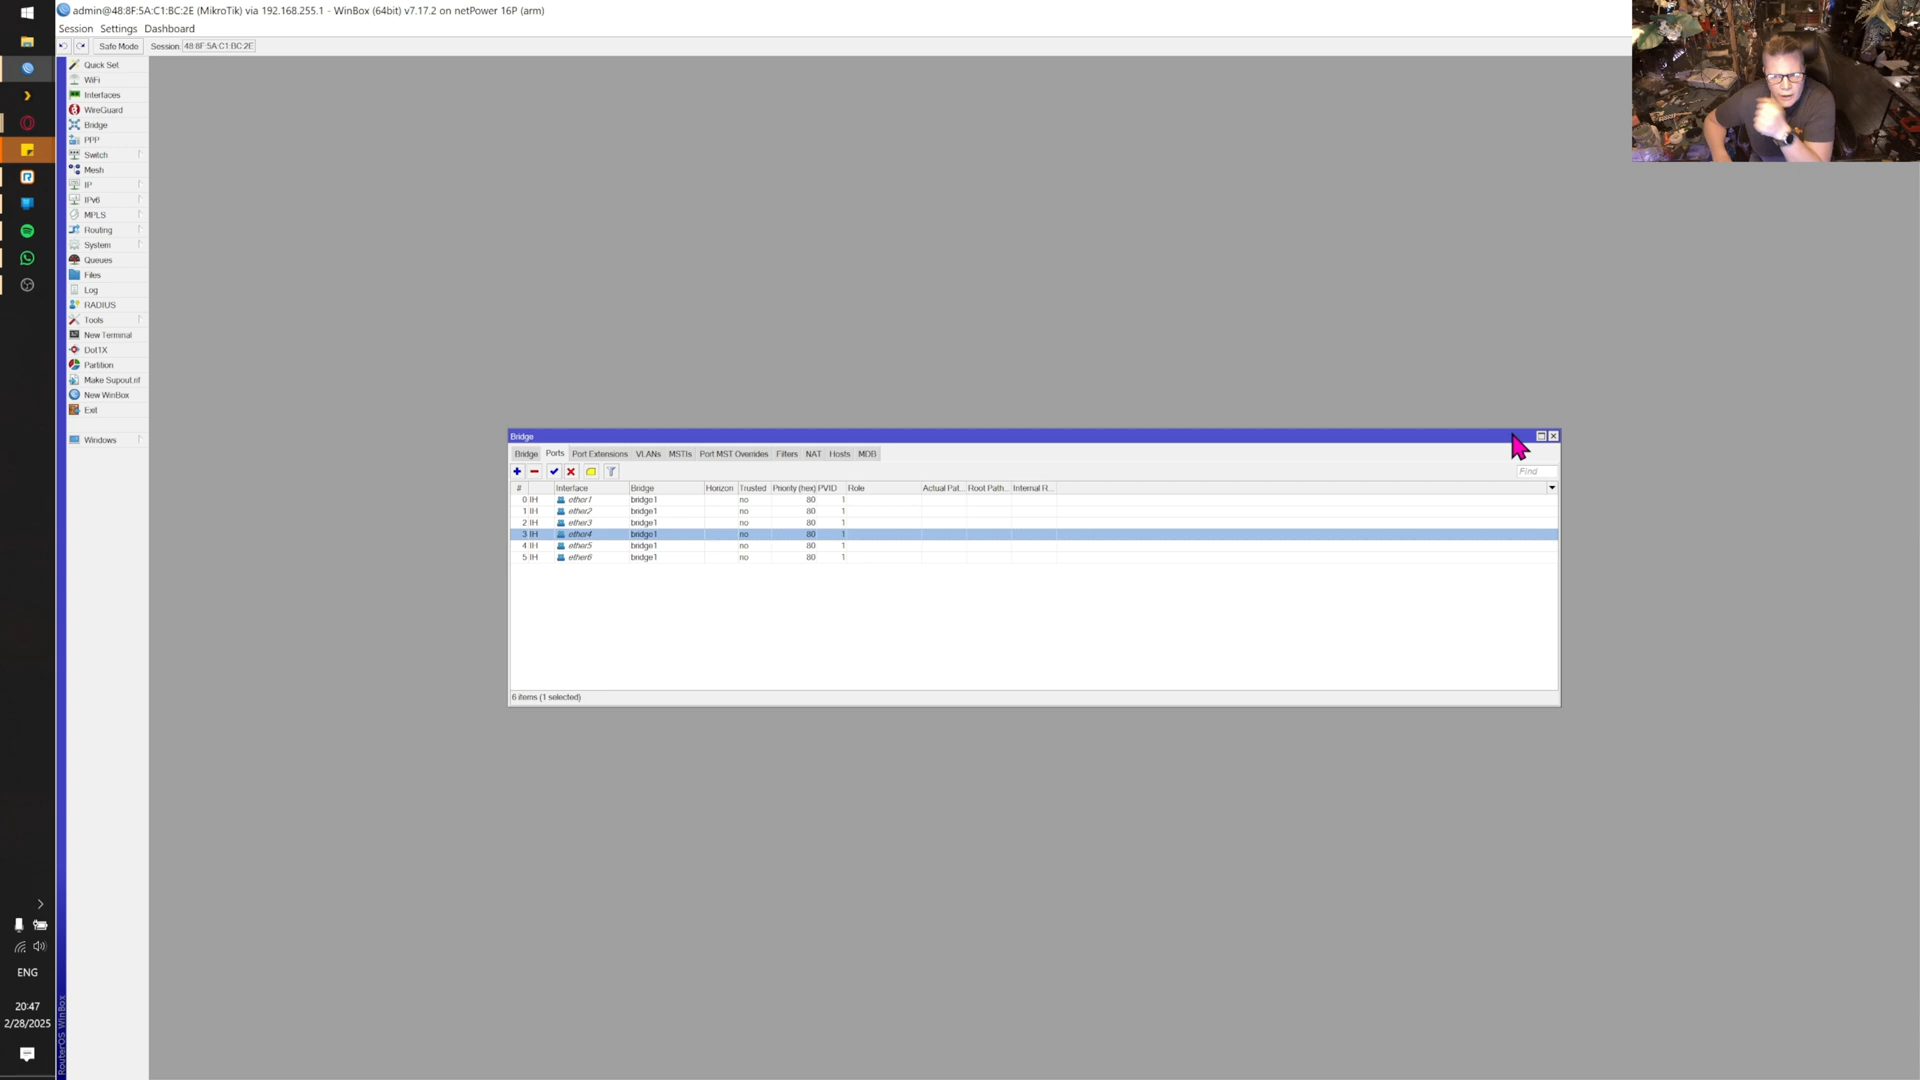 admin@48:8F:5A:C1:BC:2E (MikroTik) via 192.168.255.1 - WinBox (64bit) v7.17.2 on netPower 16P (arm)
Session Settings Dashboard
Safe Mode Session: 48:8F:5A:C1:BC:2E
Quick Set
WiFi
Interfaces
WireGuard
Bridge
PPP
Switch
Mesh
IP
IPv6
MPLS
Routing
System
Queues
Files
Log
RADIUS
Tools
New Terminal
Dot1X
Partition
Make Supout.rif
New WinBox
Exit
Windows
Bridge
Bridge Ports Port Extensions VLANs MSTIs Port MST Overrides Filters NAT Hosts MDB
Find
# Interface Bridge Horizon Trusted Priority (hex) PVID Role Actual Pat... Root Path... Internal R...
0 IH ether1 bridge1 no 80 1
1 IH ether2 bridge1 no 80 1
2 IH ether3 bridge1 no 80 1
3 IH ether4 bridge1 no 80 1
4 IH ether5 bridge1 no 80 1
5 IH ether6 bridge1 no 80 1
6 items (1 selected)
ENG
20:47
2/28/2025
RouterOS WinBox